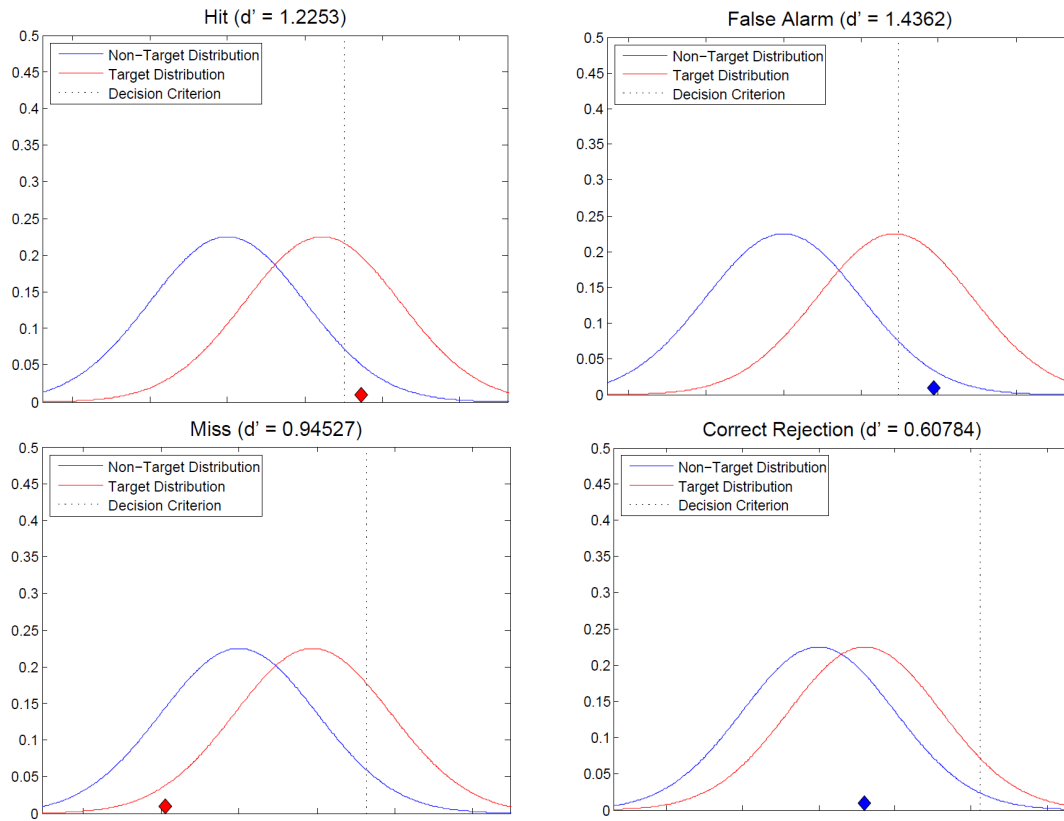 Hit (d’ = 1.2253)
0.5
0.45
0.4
0.35
0.3
0.25
0.2
0.15
0.1
0.05
0
Non−Target Distribution
Target Distribution
Decision Criterion
False Alarm (d’ = 1.4362)
0.5
0.45
0.4
0.35
0.3
0.25
0.2
0.15
0.1
0.05
0
Non−Target Distribution
Target Distribution
Decision Criterion
Miss (d’ = 0.94527)
0.5
0.45
0.4
0.35
0.3
0.25
0.2
0.15
0.1
0.05
0
Non−Target Distribution
Target Distribution
Decision Criterion
Correct Rejection (d’ = 0.60784)
0.5
0.45
0.4
0.35
0.3
0.25
0.2
0.15
0.1
0.05
0
Non−Target Distribution
Target Distribution
Decision Criterion